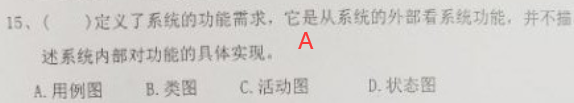 15、(    )定义了系统的功能需求，它是从系统的外部看系统功能，并不描
述系统内部对功能的具体实现。
A
A.用例图    B.类图    C.活动图    D.状态图